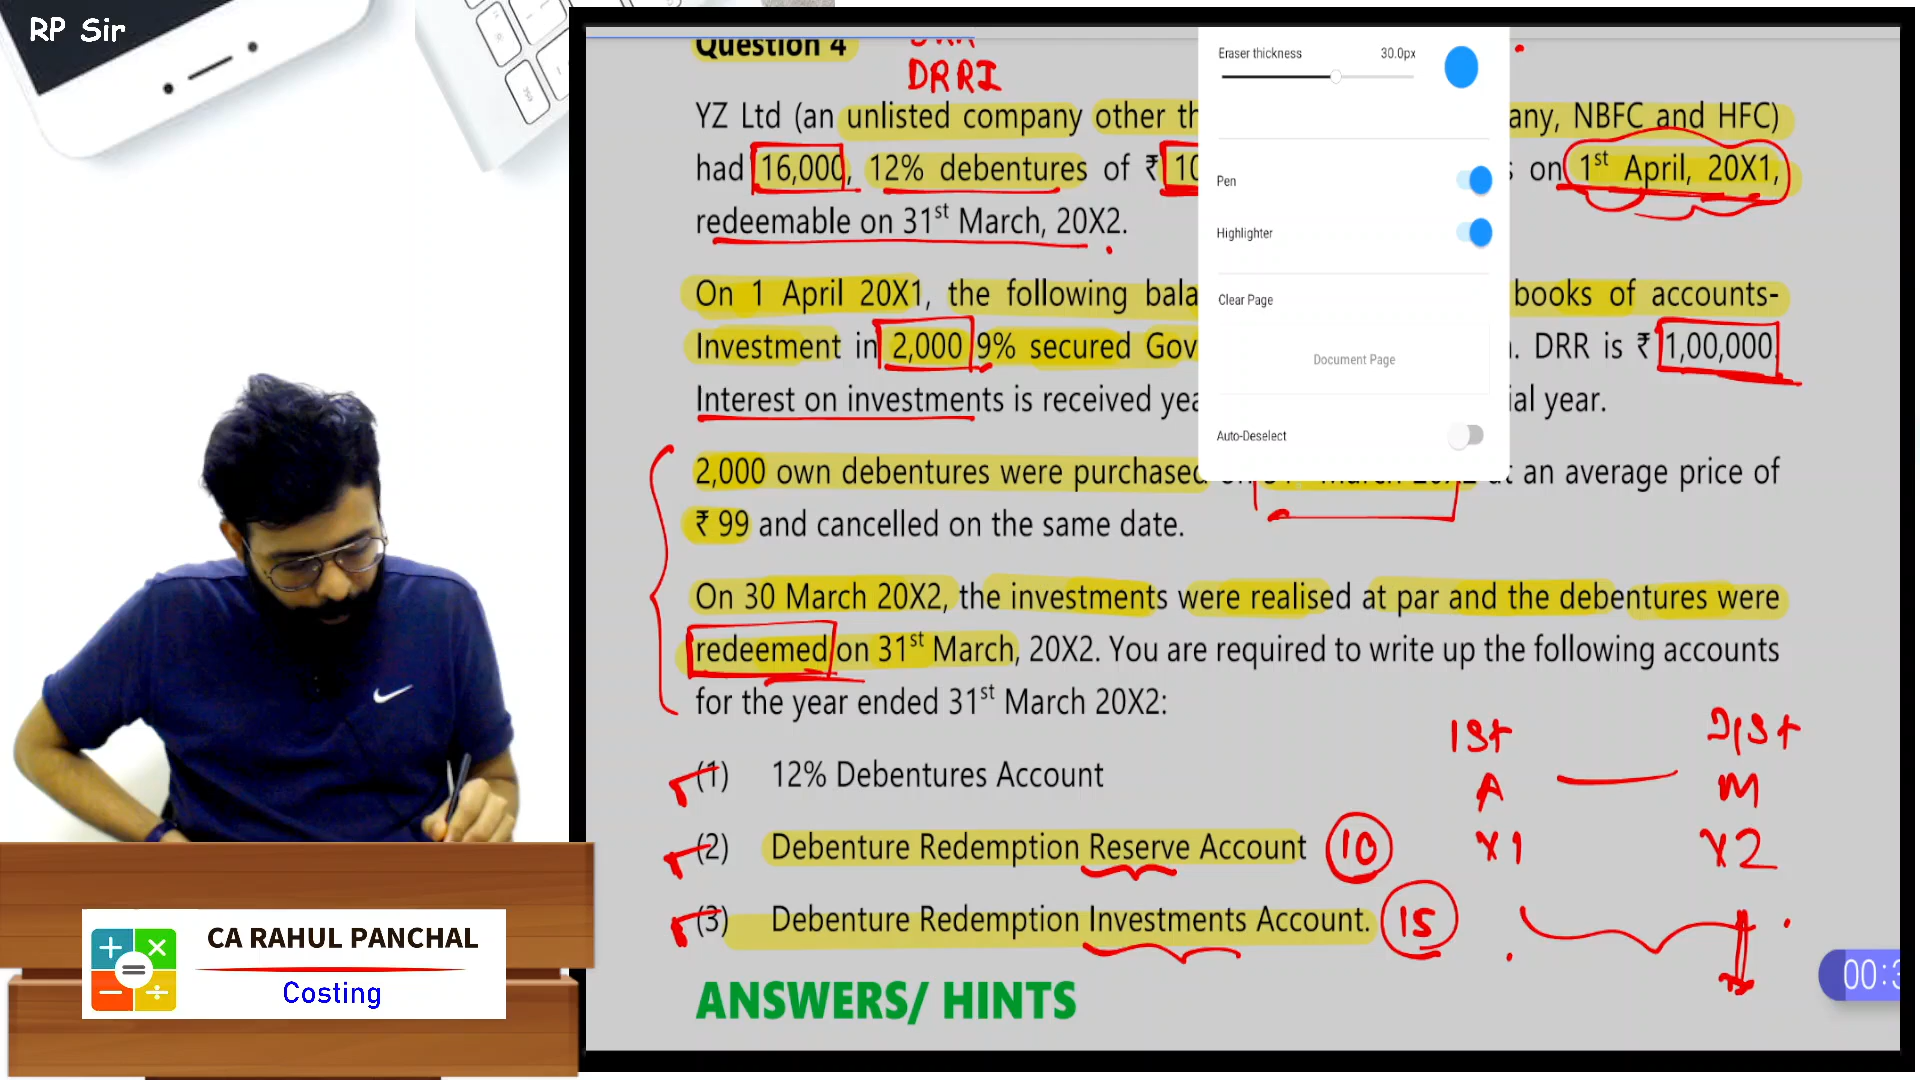 RP Sir
Question 4
DRRI
Eraser thickness 30.0px
YZ Ltd (an unlisted company other any, NBFC and HFC)
had 16,000, 12% debentures of ₹ 10 on 1st April, 20X1,
Pen
redeemable on 31st March, 20X2.
Highlighter
On 1 April 20X1, the following books of accounts-
Clear Page
Investment in 2,000 9% secured DRR is ₹ 1,00,000.
Document Page
Interest on investments is received year.
Auto-Deselect
2,000 own debentures were purchased at an average price of
₹ 99 and cancelled on the same date.
On 30 March 20X2, the investments were realised at par and the debentures were
redeemed on 31st March, 20X2. You are required to write up the following accounts
for the year ended 31st March 20X2:
1st 31st
(1) 12% Debentures Account
A M
(2) Debenture Redemption Reserve Account 10
X1 X2
(3) Debenture Redemption Investments Account. 15
CA RAHUL PANCHAL
Costing
00:3
ANSWERS/ HINTS